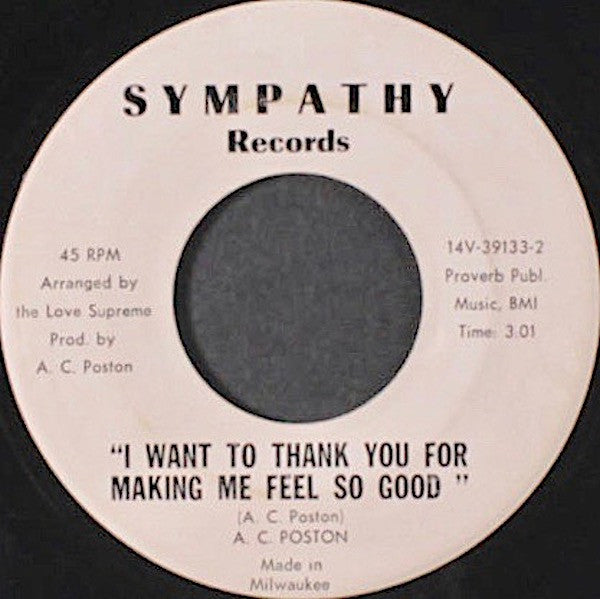 SYMPATHY
Records
45 RPM
Arranged by
the Love Supreme
Prod. by
A. C. Poston
14V-39133-2
Proverb Publ.
Music, BMI
Time: 3.01
"I WANT TO THANK YOU FOR
MAKING ME FEEL SO GOOD "
(A. C. Poston)
A. C. POSTON
Made in
Milwaukee